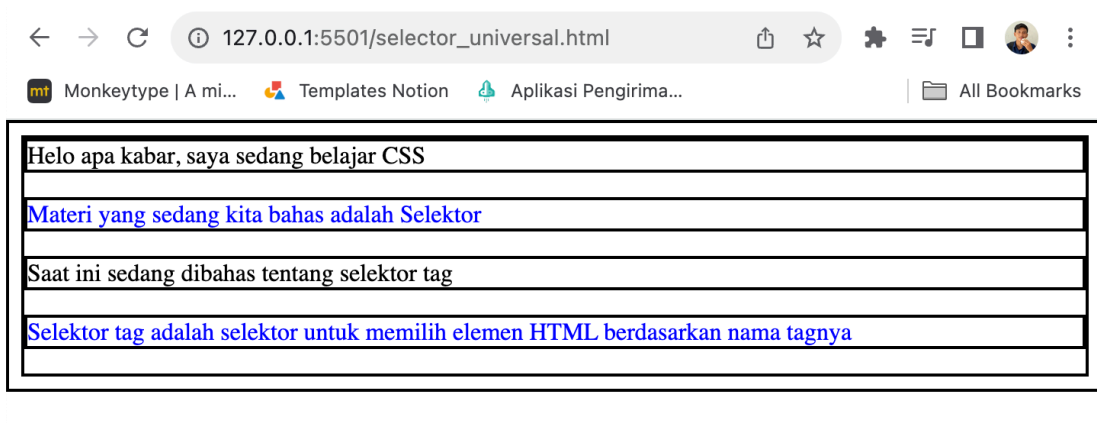 127.0.0.1:5501/selector_universal.html
mt Monkeytype | A mi... Templates Notion Aplikasi Pengirima... All Bookmarks
Helo apa kabar, saya sedang belajar CSS
Materi yang sedang kita bahas adalah Selektor
Saat ini sedang dibahas tentang selektor tag
Selektor tag adalah selektor untuk memilih elemen HTML berdasarkan nama tagnya